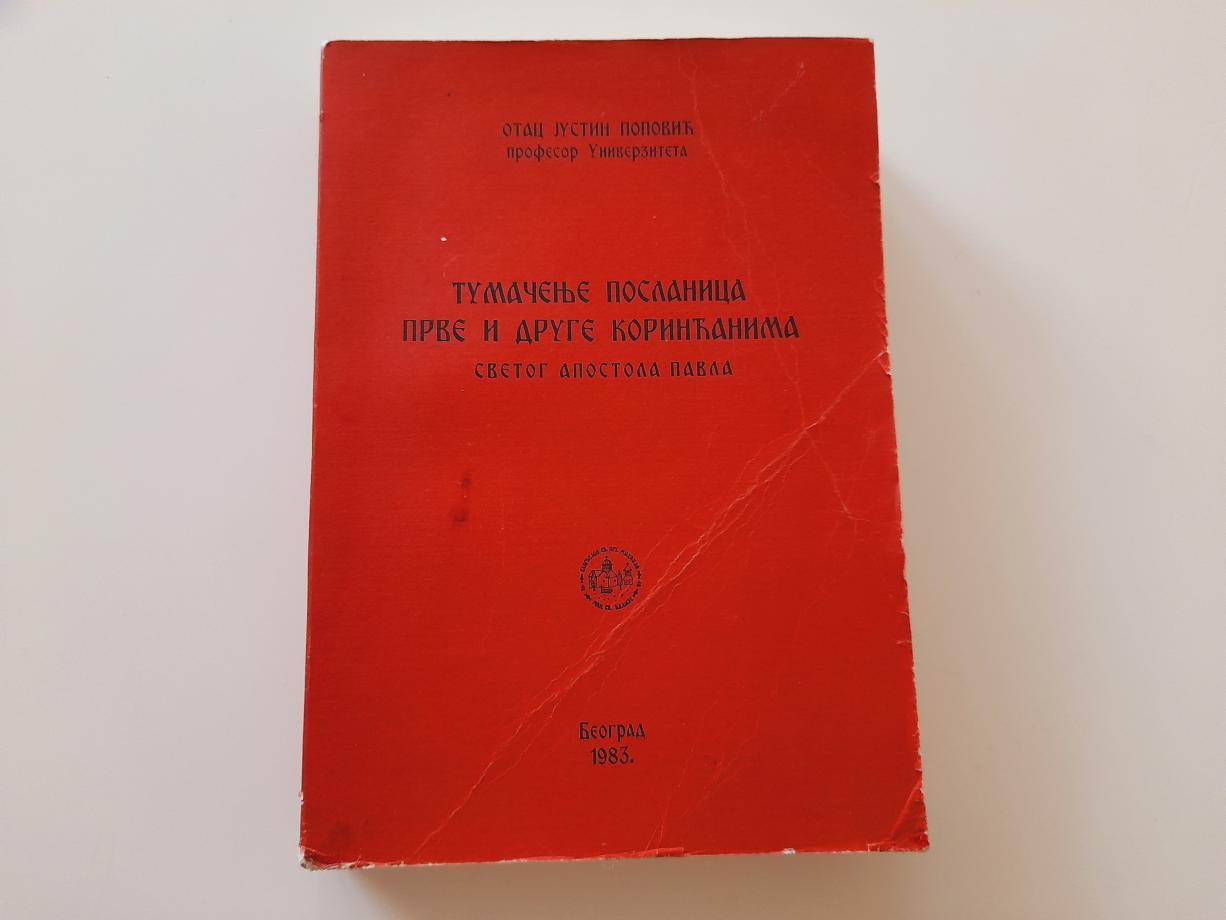 ОТАЦ ЈУСТИН ПОПОВИЋ
професор Универзитета
ТУМАЧЕЊЕ ПОСЛАНИЦА
ПРВЕ И ДРУГЕ КОРИНЋАНИМА
СВЕТОГ АПОСТОЛА ПАВЛА
Београд
1983.